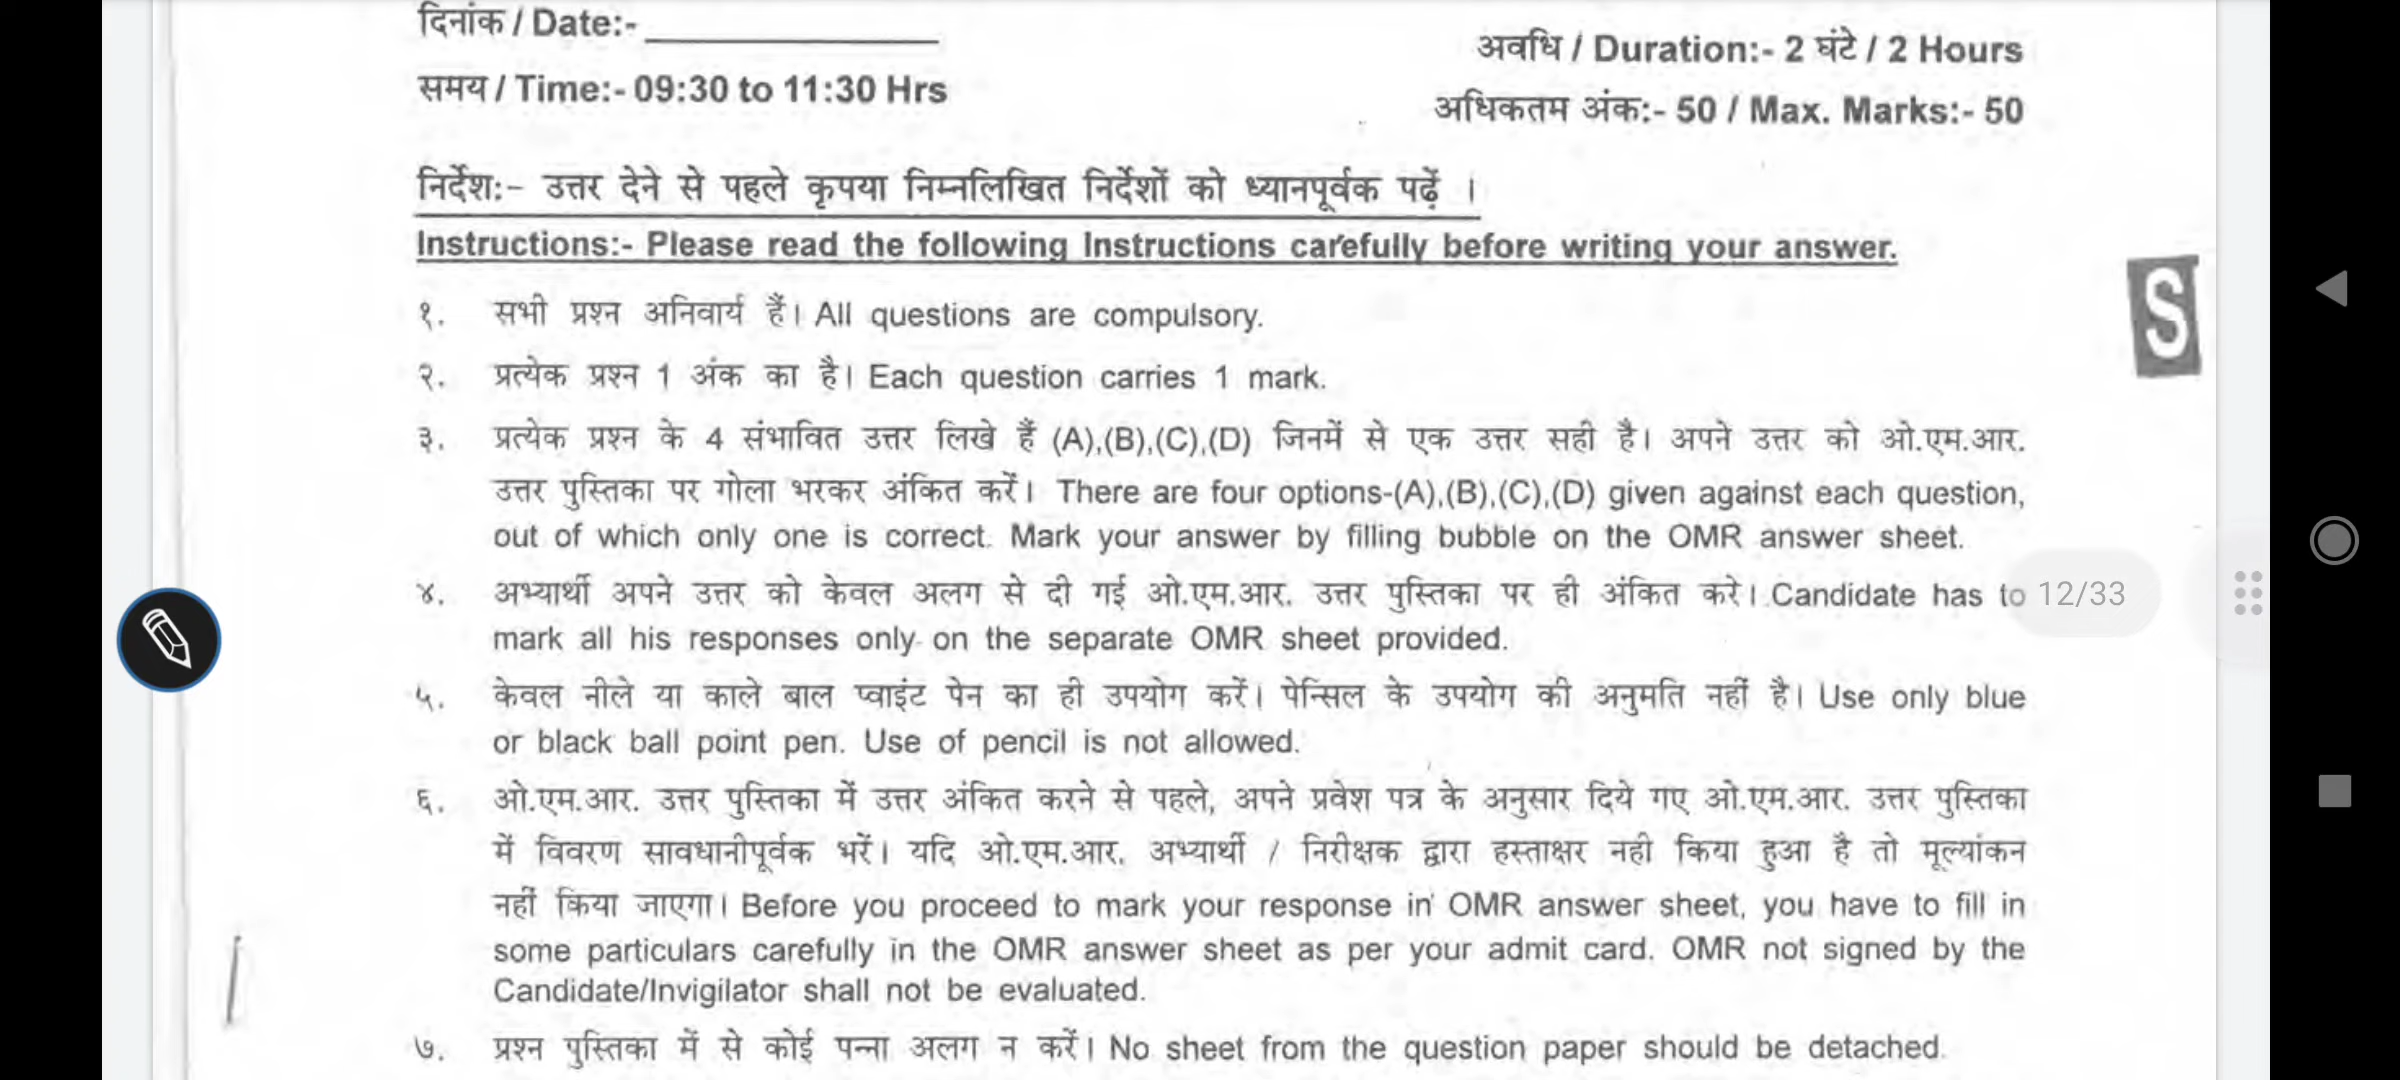 दिनांक / Date:-
अवधि / Duration:- 2 घंटे / 2 Hours
समय / Time:- 09:30 to 11:30 Hrs
अधिकतम अंक:- 50 / Max. Marks:- 50
निर्देश:- उत्तर देने से पहले कृपया निम्नलिखित निर्देशों को ध्यानपूर्वक पढ़ें ।
Instructions:- Please read the following Instructions carefully before writing your answer.
S
१. सभी प्रश्न अनिवार्य हैं। All questions are compulsory.
२. प्रत्येक प्रश्न 1 अंक का है। Each question carries 1 mark.
३. प्रत्येक प्रश्न के 4 संभावित उत्तर लिखे हैं (A),(B),(C),(D) जिनमें से एक उत्तर सही है। अपने उत्तर को ओ.एम.आर.
उत्तर पुस्तिका पर गोला भरकर अंकित करें। There are four options-(A),(B),(C),(D) given against each question,
out of which only one is correct. Mark your answer by filling bubble on the OMR answer sheet.
४. अभ्यार्थी अपने उत्तर को केवल अलग से दी गई ओ.एम.आर. उत्तर पुस्तिका पर ही अंकित करे। Candidate has to
12/33
mark all his responses only on the separate OMR sheet provided.
५. केवल नीले या काले बाल प्वाइंट पेन का ही उपयोग करें। पेन्सिल के उपयोग की अनुमति नहीं है। Use only blue
or black ball point pen. Use of pencil is not allowed.
६. ओ.एम.आर. उत्तर पुस्तिका में उत्तर अंकित करने से पहले, अपने प्रवेश पत्र के अनुसार दिये गए ओ.एम.आर. उत्तर पुस्तिका
में विवरण सावधानीपूर्वक भरें। यदि ओ.एम.आर. अभ्यार्थी / निरीक्षक द्वारा हस्ताक्षर नही किया हुआ है तो मूल्यांकन
नहीं किया जाएगा। Before you proceed to mark your response in OMR answer sheet, you have to fill in
some particulars carefully in the OMR answer sheet as per your admit card. OMR not signed by the
Candidate/Invigilator shall not be evaluated.
७. प्रश्न पुस्तिका में से कोई पन्ना अलग न करें। No sheet from the question paper should be detached.